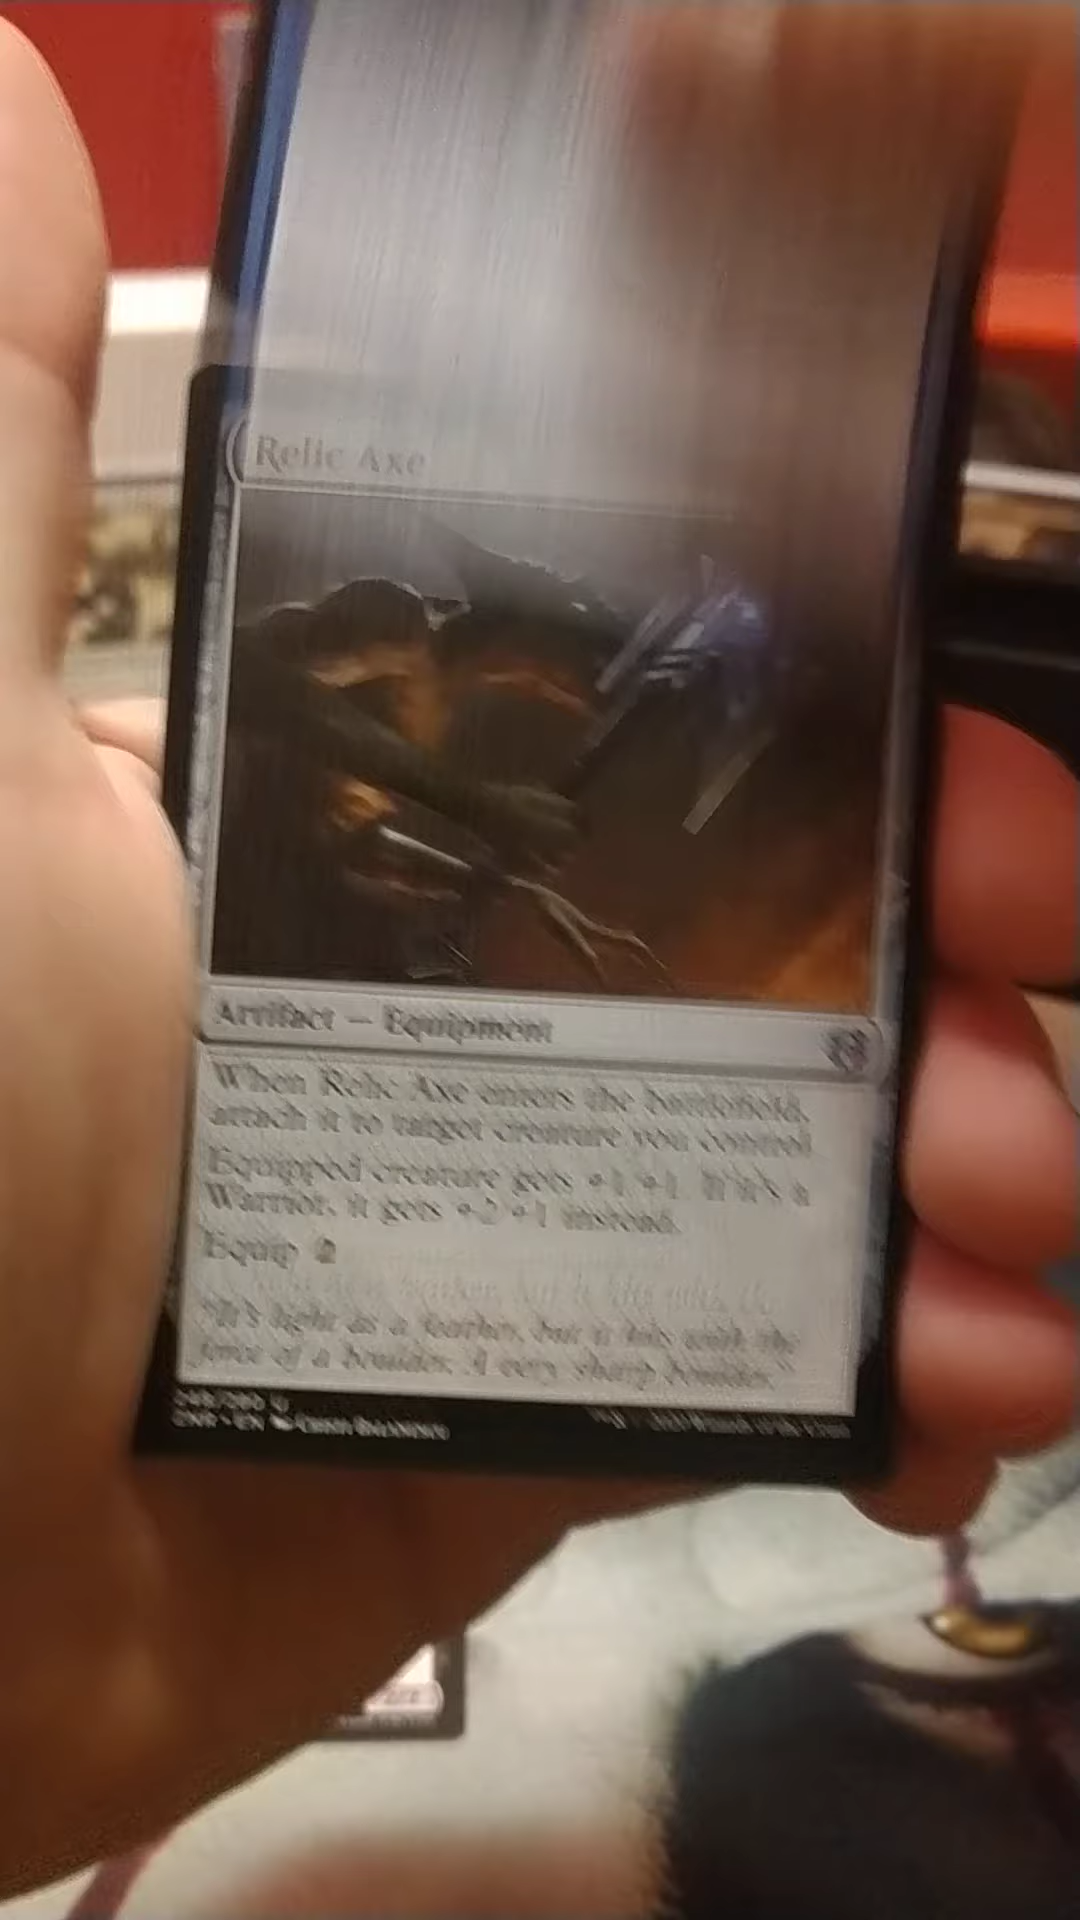 Relic Axe
Artifact — Equipment
When Relic Axe enters the battlefield,
attach it to target creature you control.
Equipped creature gets +1/+1. If it's a
Warrior, it gets +2/+1 instead.
Equip 2
"It's light as a feather, but it hits with the
force of a boulder. A very sharp boulder."
ZNR • EN